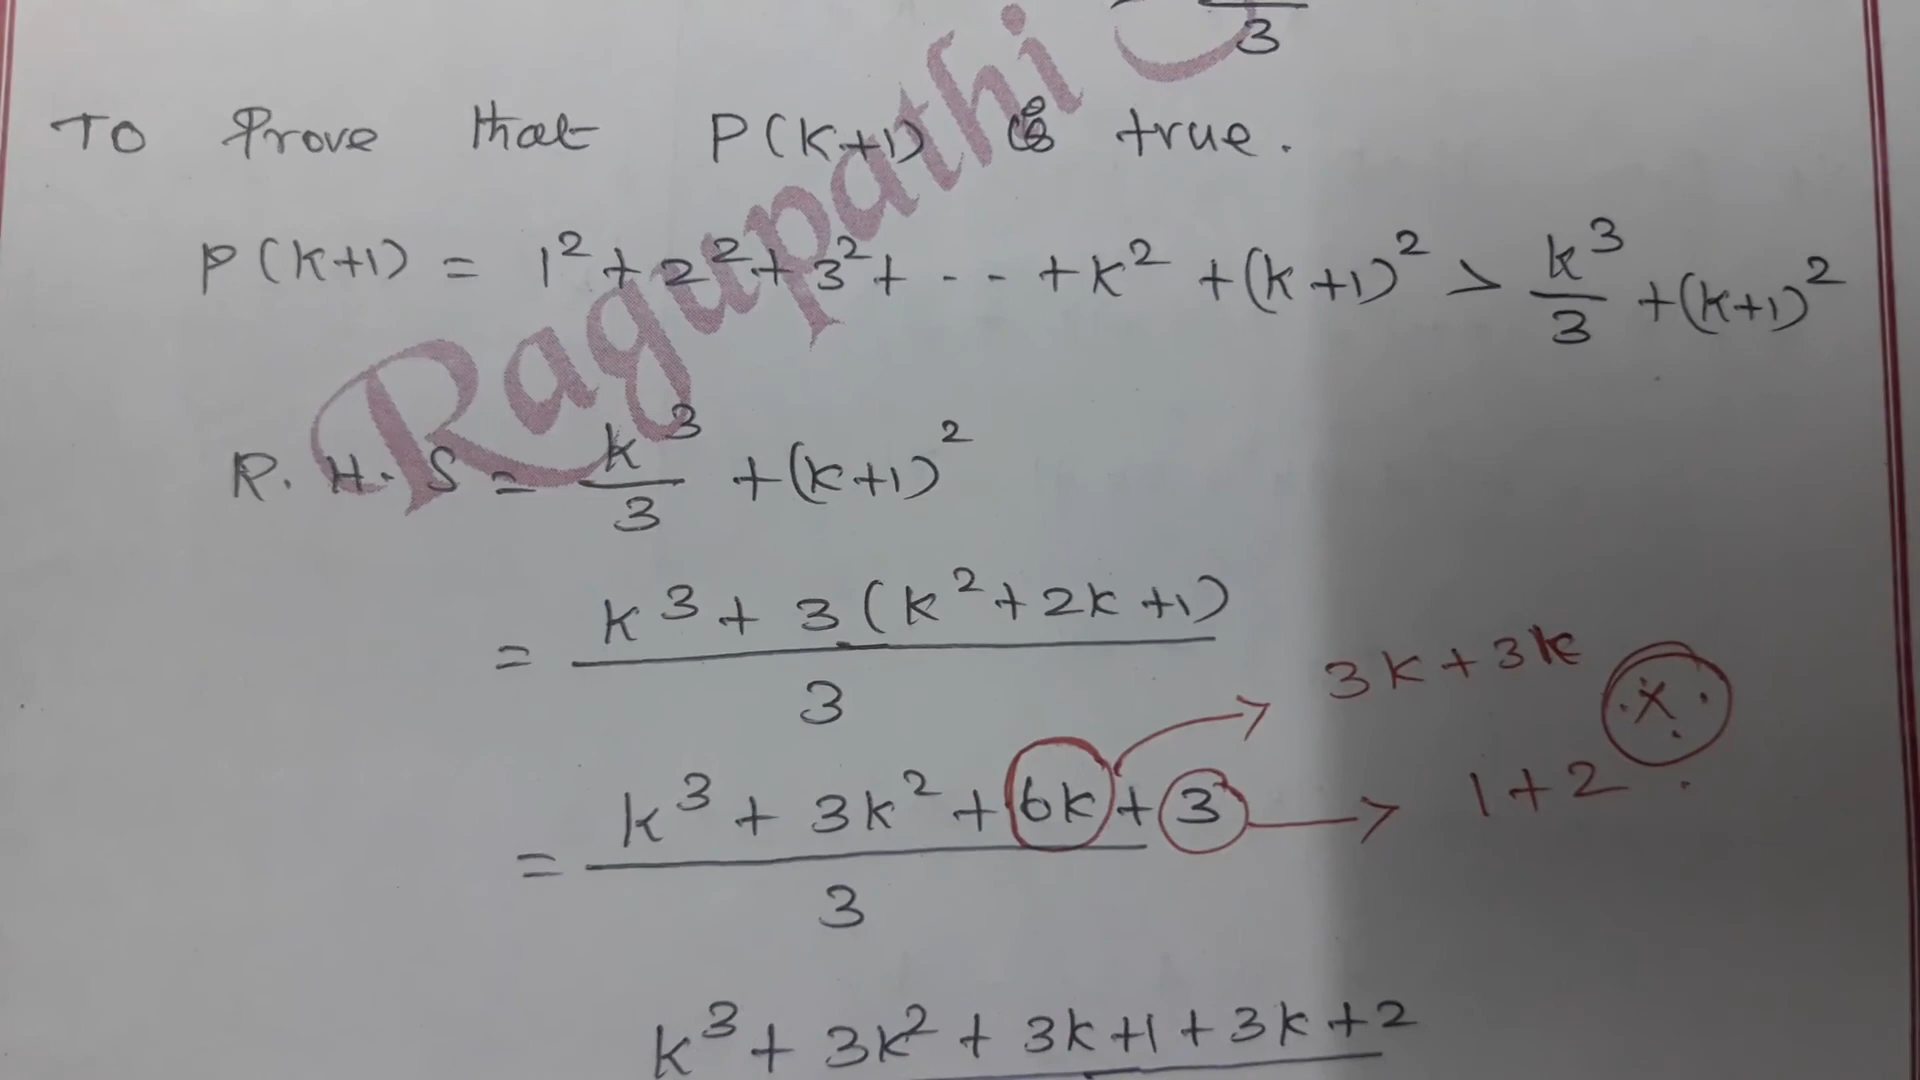 3
To Prove that P(K+1) is true.
P(k+1) = 1² + 2² + 3² + - - + k² + (k+1)² > k³/3 + (k+1)²
R.H.S = k³/3 + (k+1)²
= k³ + 3(k²+2k+1) / 3
3k+3k
x
= k³ + 3k² + 6k + 3 / 3
1+2
k³ + 3k² + 3k+1 + 3k+2
Ragupathi